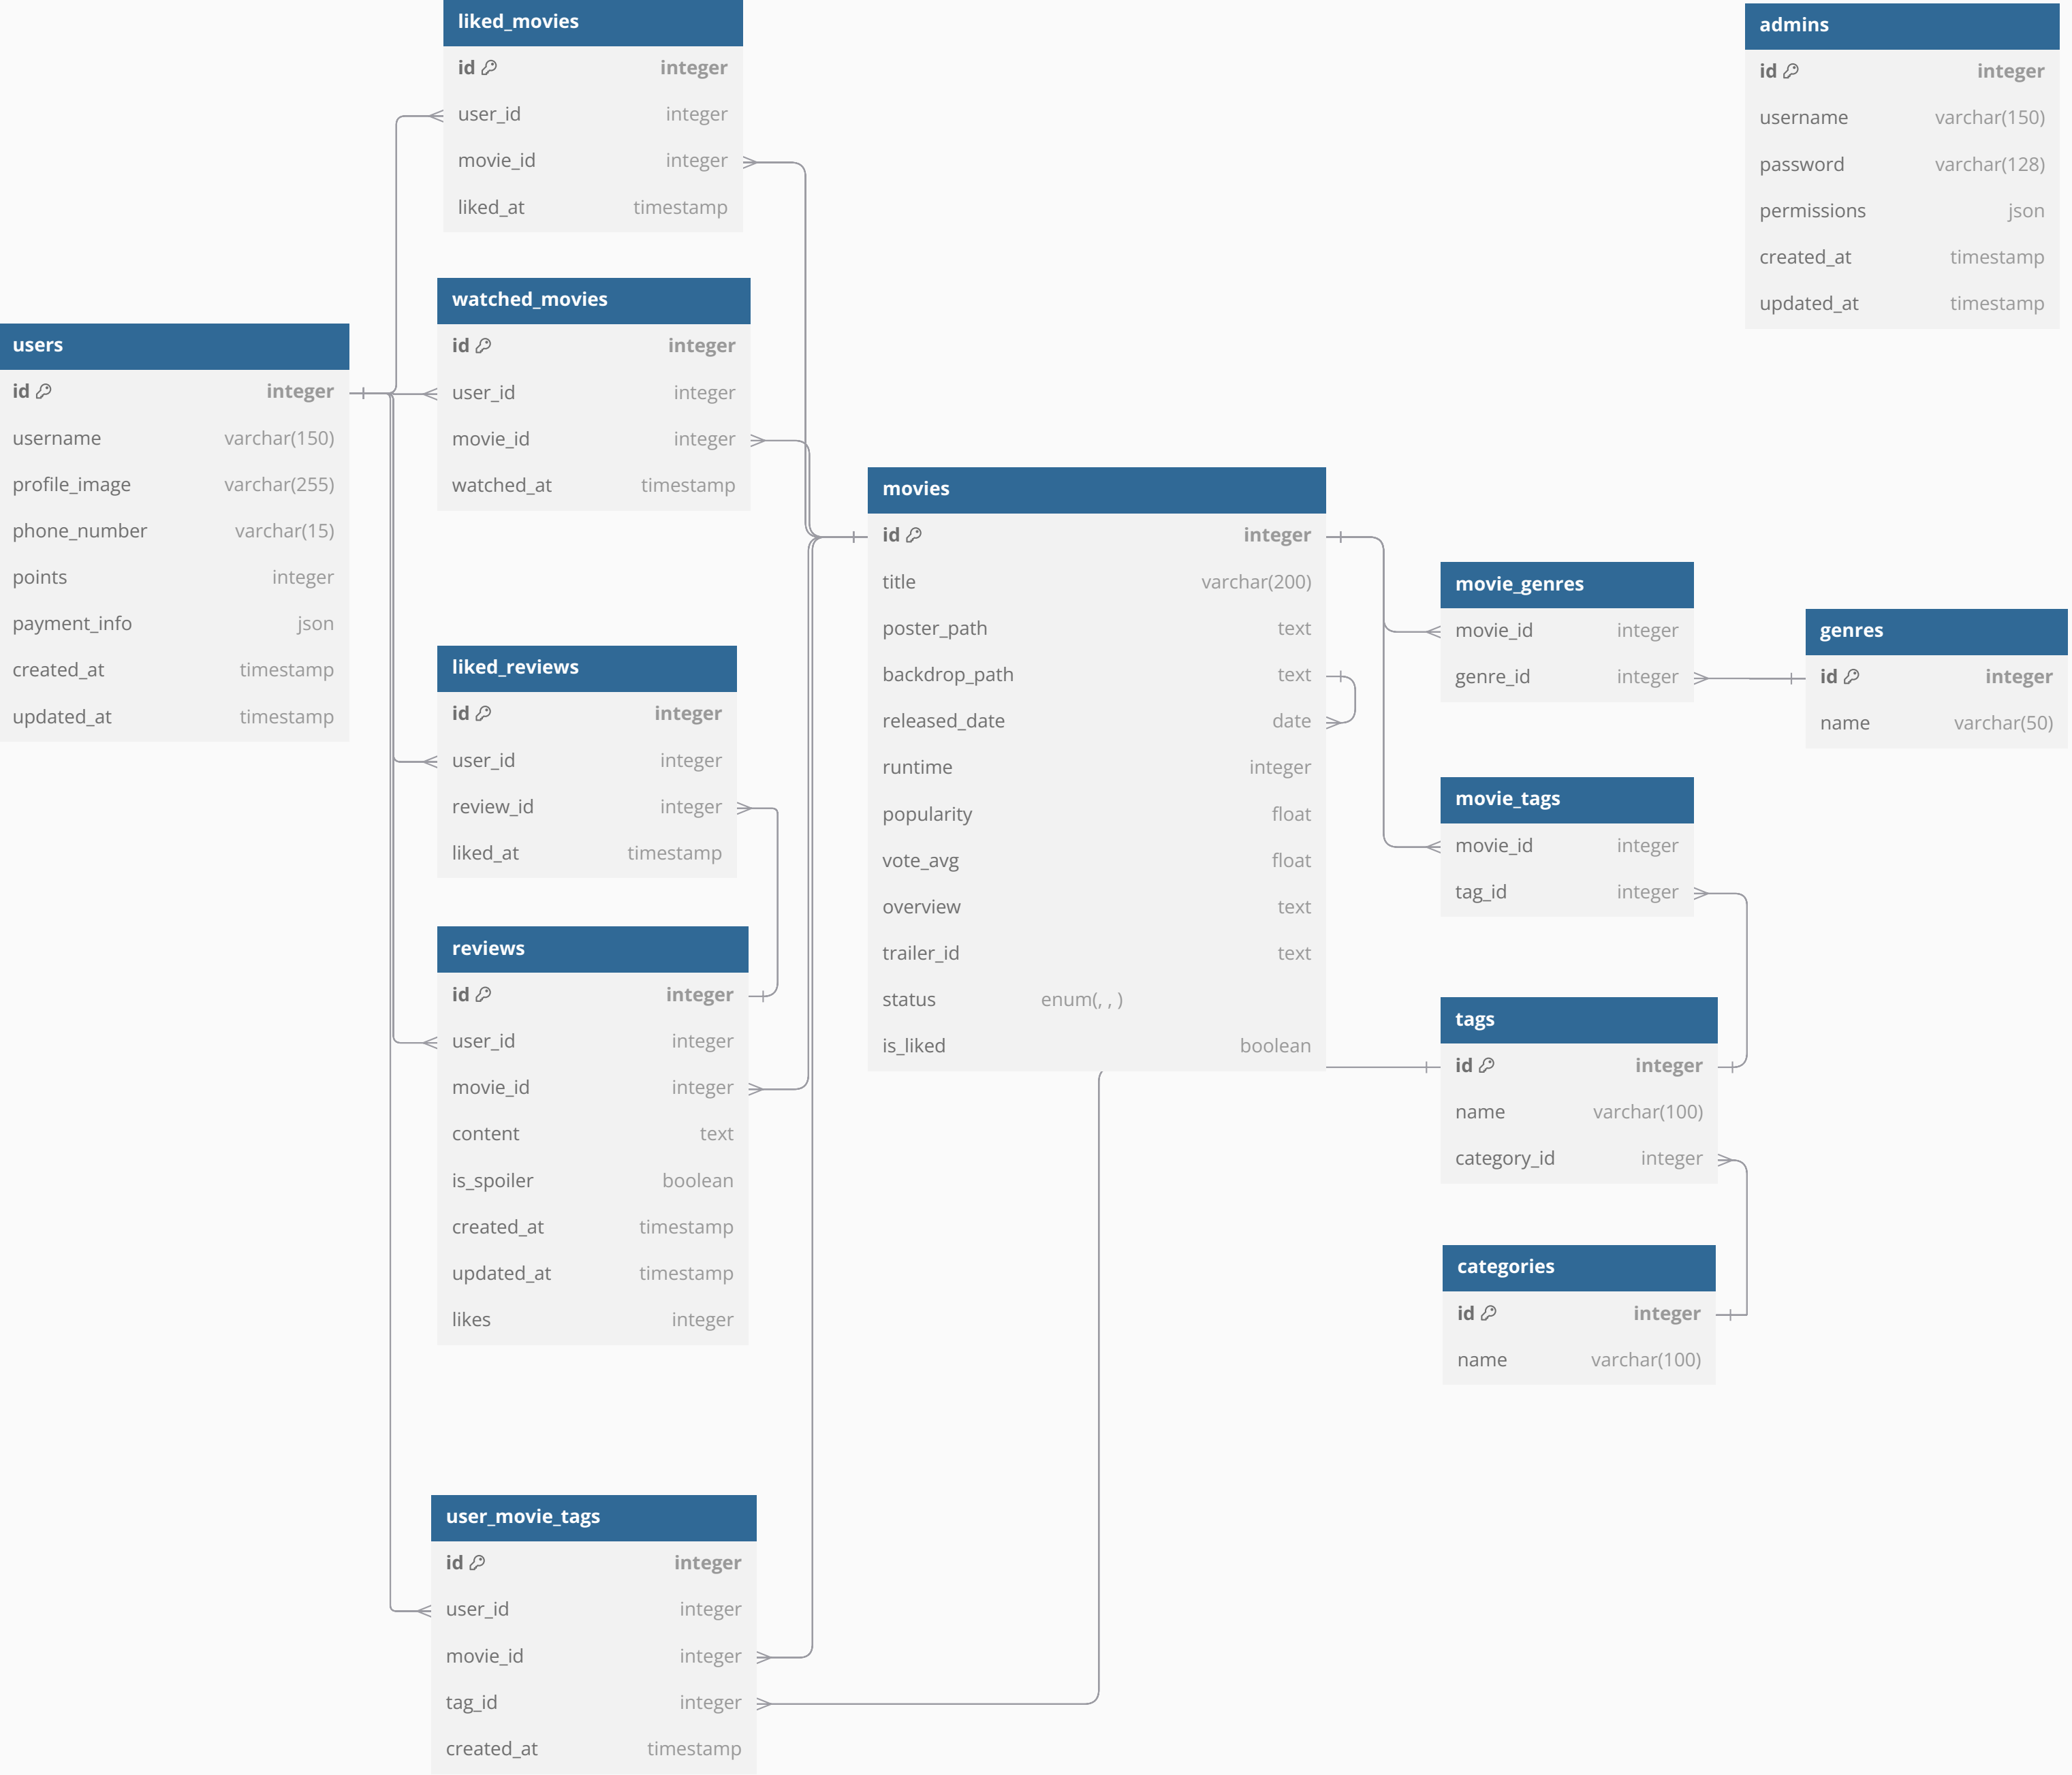 liked_movies
id integer
user_id integer
movie_id integer
liked_at timestamp
admins
id integer
username varchar(150)
password varchar(128)
permissions json
created_at timestamp
updated_at timestamp
watched_movies
id integer
user_id integer
movie_id integer
watched_at timestamp
users
id integer
username varchar(150)
profile_image varchar(255)
phone_number varchar(15)
points integer
payment_info json
created_at timestamp
updated_at timestamp
movies
id integer
title varchar(200)
poster_path text
backdrop_path text
released_date date
runtime integer
popularity float
vote_avg float
overview text
trailer_id text
status enum(, , )
is_liked boolean
movie_genres
movie_id integer
genre_id integer
genres
id integer
name varchar(50)
liked_reviews
id integer
user_id integer
review_id integer
liked_at timestamp
movie_tags
movie_id integer
tag_id integer
reviews
id integer
user_id integer
movie_id integer
content text
is_spoiler boolean
created_at timestamp
updated_at timestamp
likes integer
tags
id integer
name varchar(100)
category_id integer
categories
id integer
name varchar(100)
user_movie_tags
id integer
user_id integer
movie_id integer
tag_id integer
created_at timestamp